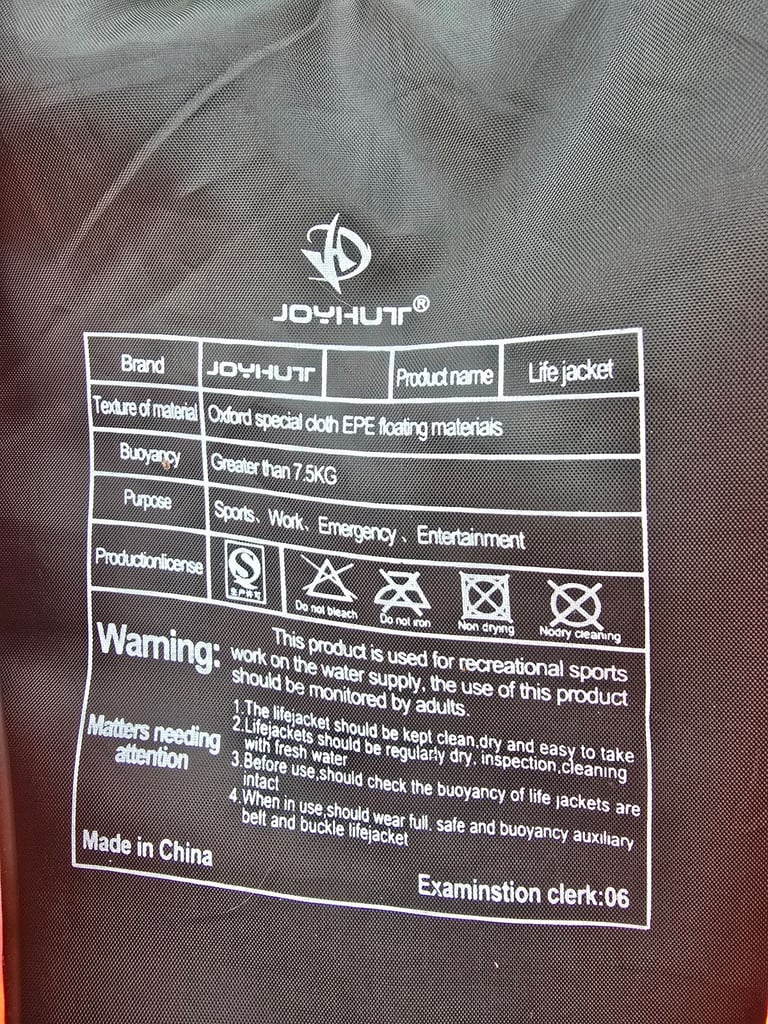 JOYHUT®
Brand JOYHUT Product name Life jacket
Texture of material Oxford special cloth EPE floating materials
Buoyancy Greater than 7.5KG
Purpose Sports、Work、Emergency、Entertainment
Productionlicense
生产许可
Do not bleach Do not iron Non drying Nodry cleaning
Warning: This product is used for recreational sports
work on the water supply, the use of this product
should be monitored by adults.
Matters needing
attention
1.The lifejacket should be kept clean,dry and easy to take
2.Lifejackets should be regularly dry, inspection,cleaning
with fresh water
3.Before use,should check the buoyancy of life jackets are
intact
4.When in use,should wear full, safe and buoyancy auxiliary
belt and buckle lifejacket
Made in China
Examinstion clerk:06